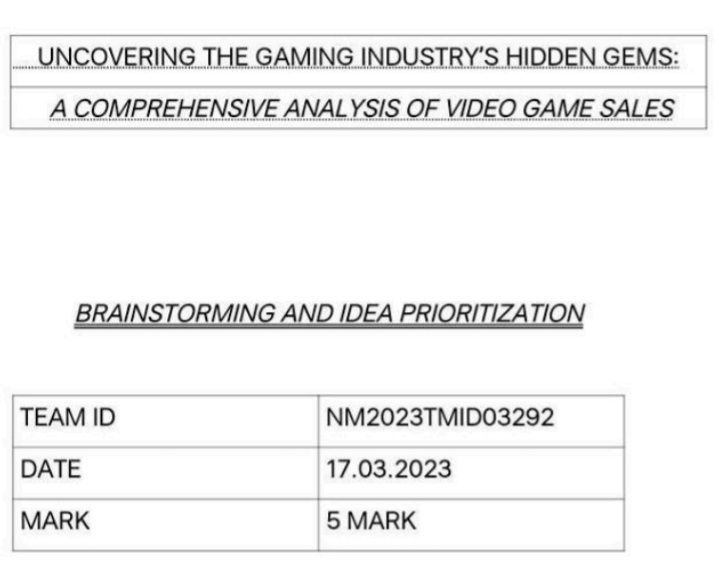 UNCOVERING THE GAMING INDUSTRY'S HIDDEN GEMS:
A COMPREHENSIVE ANALYSIS OF VIDEO GAME SALES
BRAINSTORMING AND IDEA PRIORITIZATION
TEAM ID NM2023TMID03292
DATE 17.03.2023
MARK 5 MARK